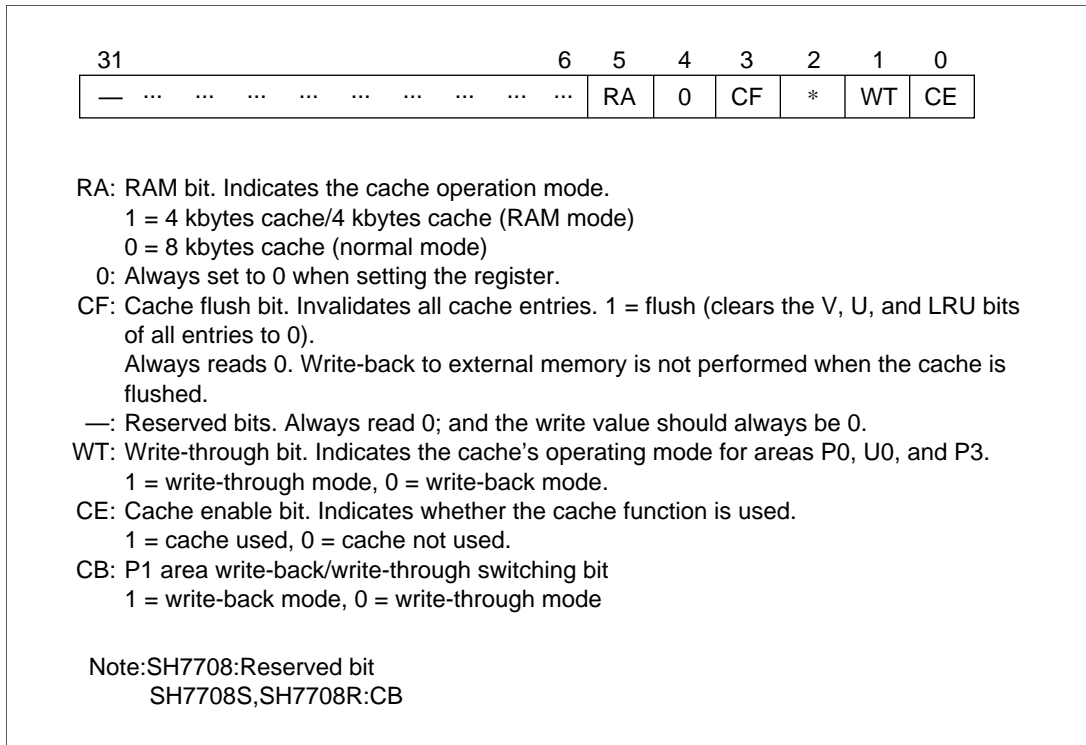 31 6 5 4 3 2 1 0
— ... ... ... ... ... ... ... ... ... RA 0 CF * WT CE
RA: RAM bit. Indicates the cache operation mode.
1 = 4 kbytes cache/4 kbytes cache (RAM mode)
0 = 8 kbytes cache (normal mode)
0: Always set to 0 when setting the register.
CF: Cache flush bit. Invalidates all cache entries. 1 = flush (clears the V, U, and LRU bits
of all entries to 0).
Always reads 0. Write-back to external memory is not performed when the cache is
flushed.
—: Reserved bits. Always read 0; and the write value should always be 0.
WT: Write-through bit. Indicates the cache's operating mode for areas P0, U0, and P3.
1 = write-through mode, 0 = write-back mode.
CE: Cache enable bit. Indicates whether the cache function is used.
1 = cache used, 0 = cache not used.
CB: P1 area write-back/write-through switching bit
1 = write-back mode, 0 = write-through mode
Note:SH7708:Reserved bit
SH7708S,SH7708R:CB